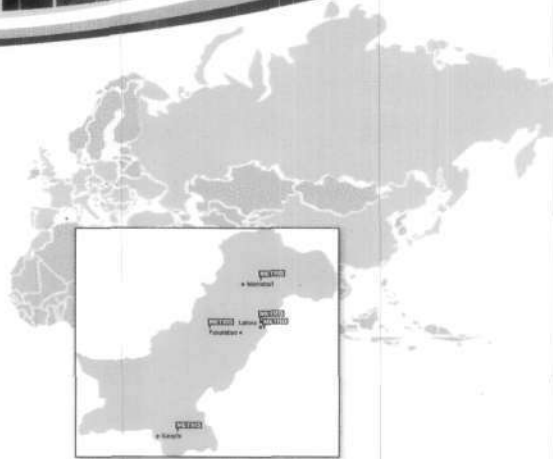 METRO
Islamabad
METRO
METRO
Lahore
METRO
Faisalabad
METRO
Karachi